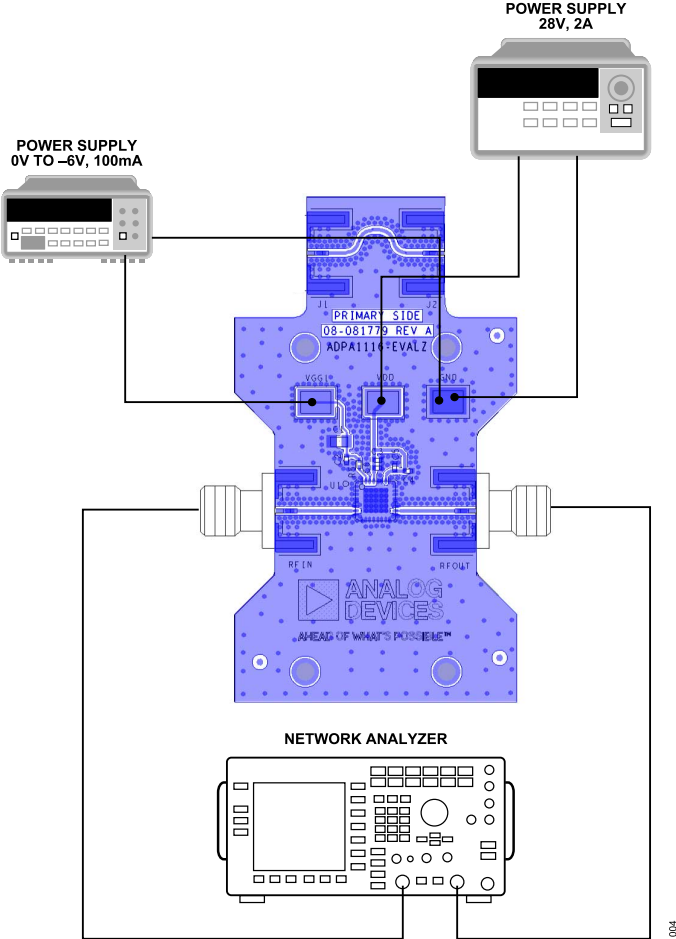 POWER SUPPLY
28V, 2A
POWER SUPPLY
0V TO –6V, 100mA
J1
J2
PRIMARY SIDE
08-081779 REV A
ADPA1116-EVALZ
VGG1
VDD
GND
U1
RFIN
RFOUT
ANALOG
DEVICES
AHEAD OF WHAT'S POSSIBLE™
NETWORK ANALYZER
004